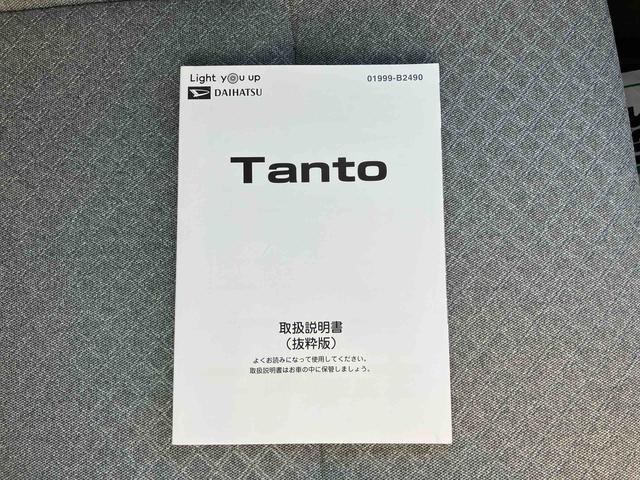 Light you up
01999-B2490
DAIHATSU
Tanto
取扱説明書
（抜粋版）
よくお読みになって使用してください。
取扱説明書はお車の中に保管しましょう。